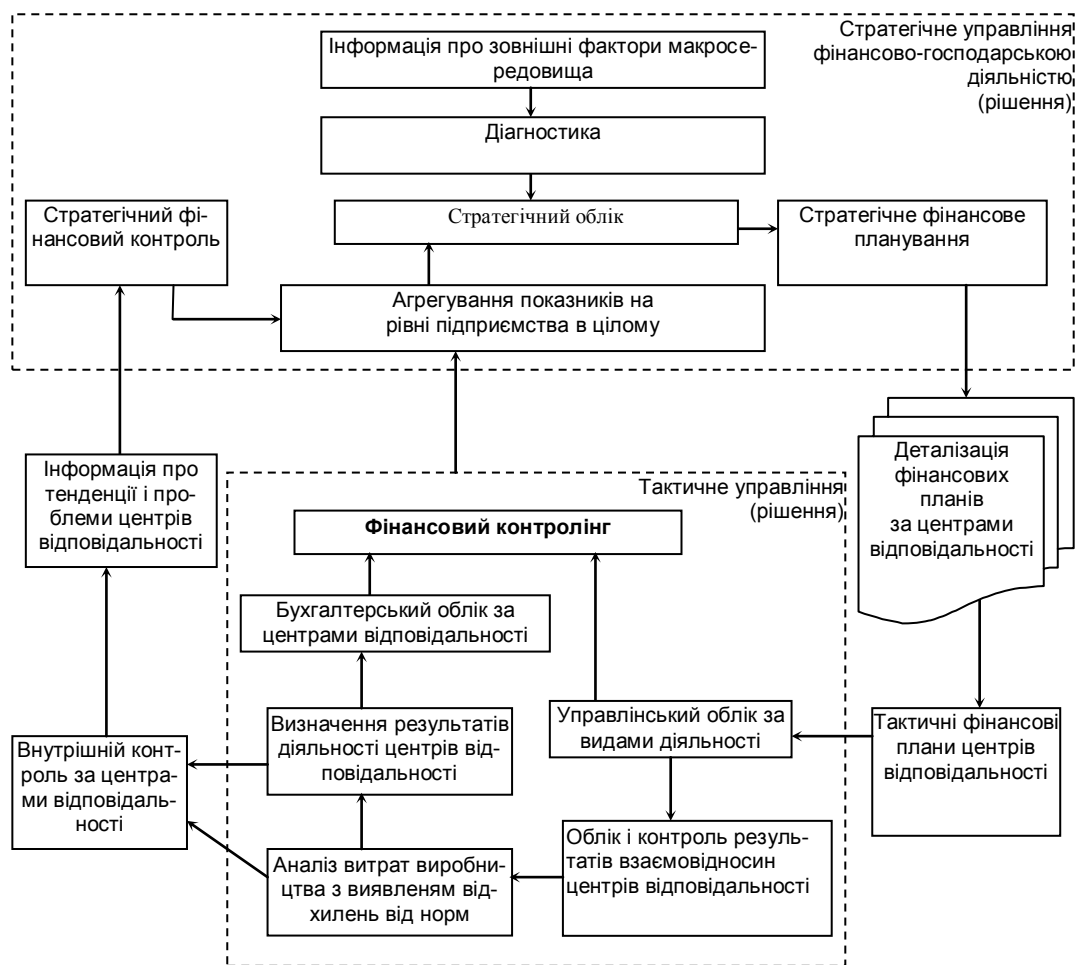 Стратегічне управління
фінансово-господарською
діяльністю
(рішення)
Інформація про зовнішні фактори макросе-
редовища
Діагностика
Стратегічний фі-
нансовий контроль
Стратегічний облік
Стратегічне фінансове
планування
Агрегування показників на
рівні підприємства в цілому
Інформація про
тенденції і про-
блеми центрів
відповідальності
Тактичне управління
(рішення)
Фінансовий контролінг
Деталізація
фінансових
планів
за центрами
відповідальності
Бухгалтерський облік за
центрами відповідальності
Визначення результатів
діяльності центрів від-
повідальності
Управлінський облік за
видами діяльності
Тактичні фінансові
плани центрів
відповідальності
Внутрішній конт-
роль за центра-
ми відповідаль-
ності
Аналіз витрат виробни-
цтва з виявленям від-
хилень від норм
Облік і контроль резуль-
татів взаємовідносин
центрів відповідальності